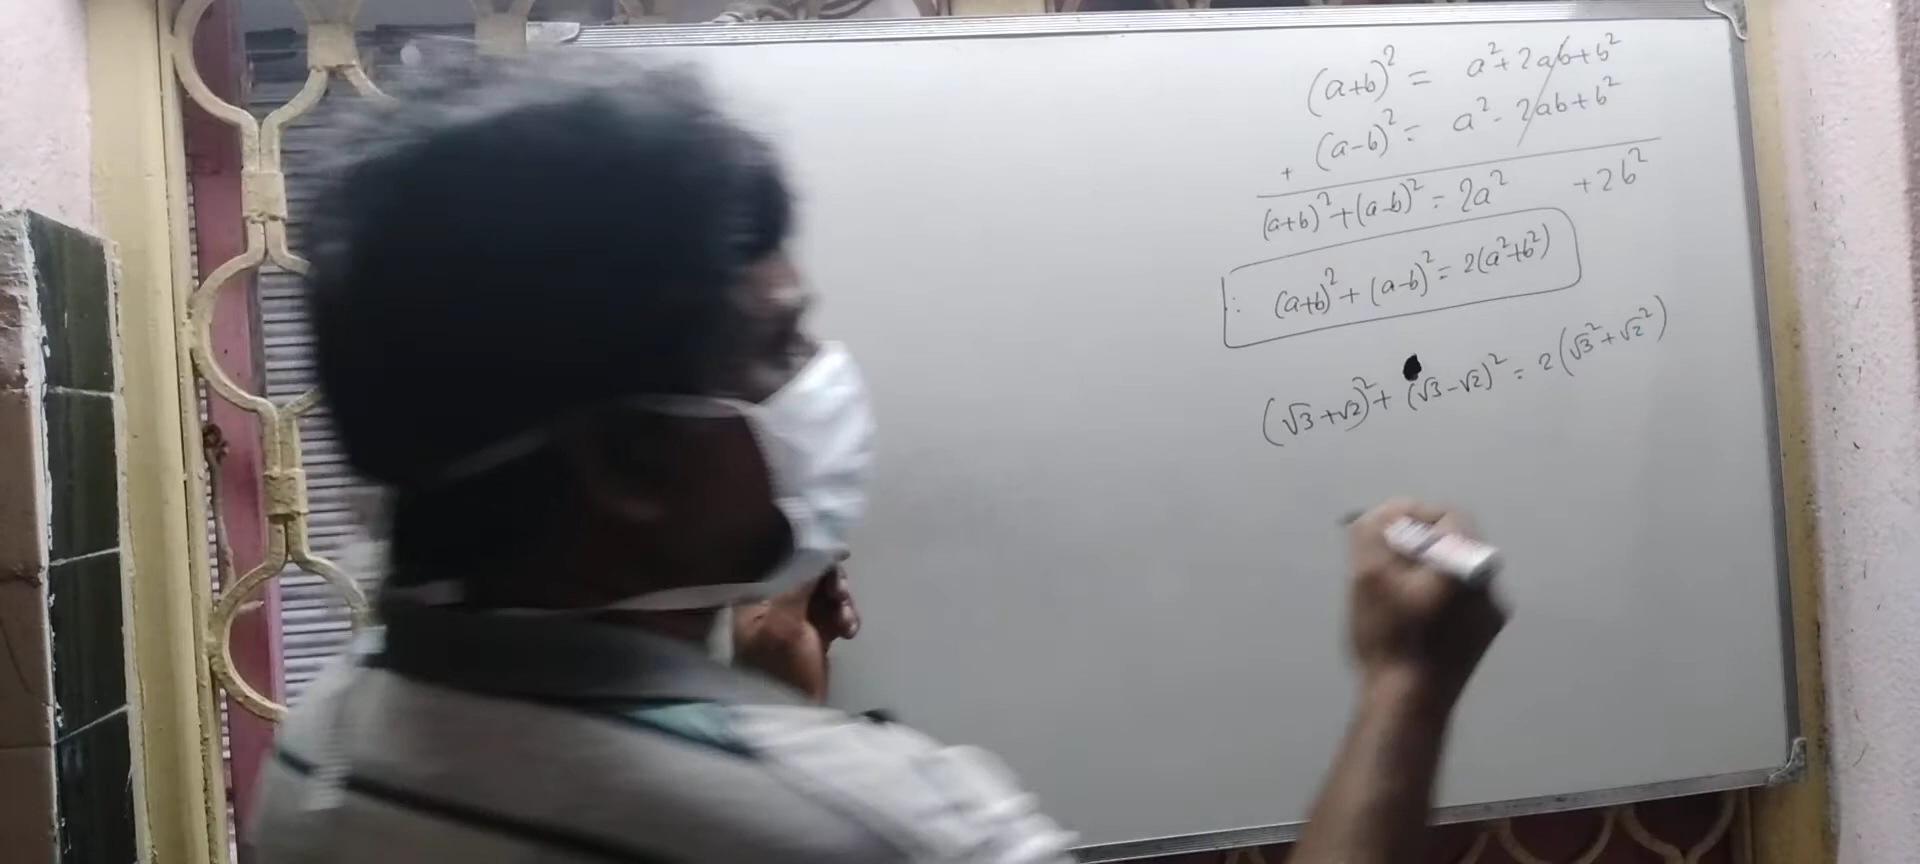 (a+b)² = a²+2ab+b²
+ (a-b)² = a²-2ab+b²
(a+b)²+(a-b)² = 2a² +2b²
∴ (a+b)²+(a-b)² = 2(a²+b²)
(√3+√2)²+(√3-√2)² = 2(√3²+√2²)